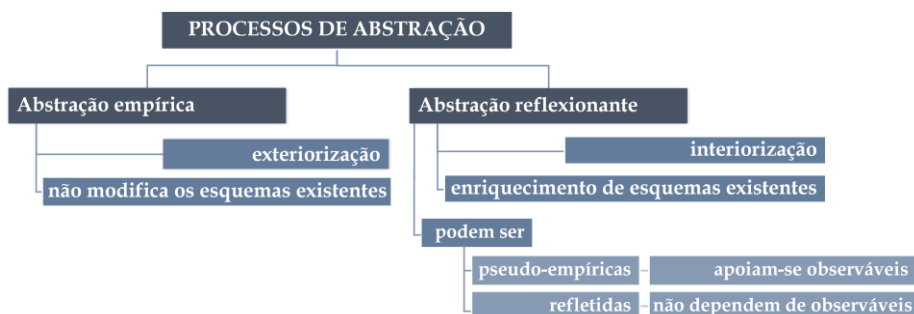 PROCESSOS DE ABSTRAÇÃO
Abstração empírica
exteriorização
não modifica os esquemas existentes
Abstração reflexionante
interiorização
enriquecimento de esquemas existentes
podem ser
pseudo-empíricas
apoiam-se observáveis
refletidas
não dependem de observáveis